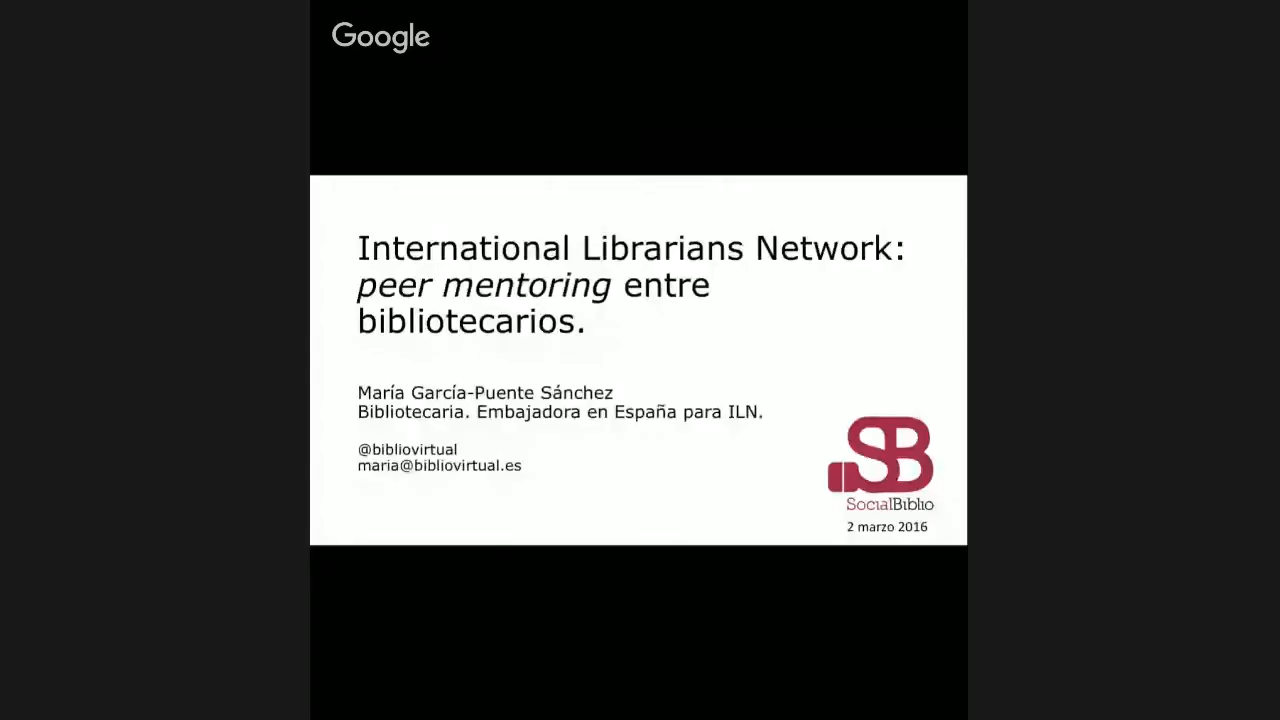 Google
International Librarians Network:
peer mentoring entre
bibliotecarios.
María García-Puente Sánchez
Bibliotecaria. Embajadora en España para ILN.
@bibliovirtual
maria@bibliovirtual.es
SB
SocialBiblio
2 marzo 2016